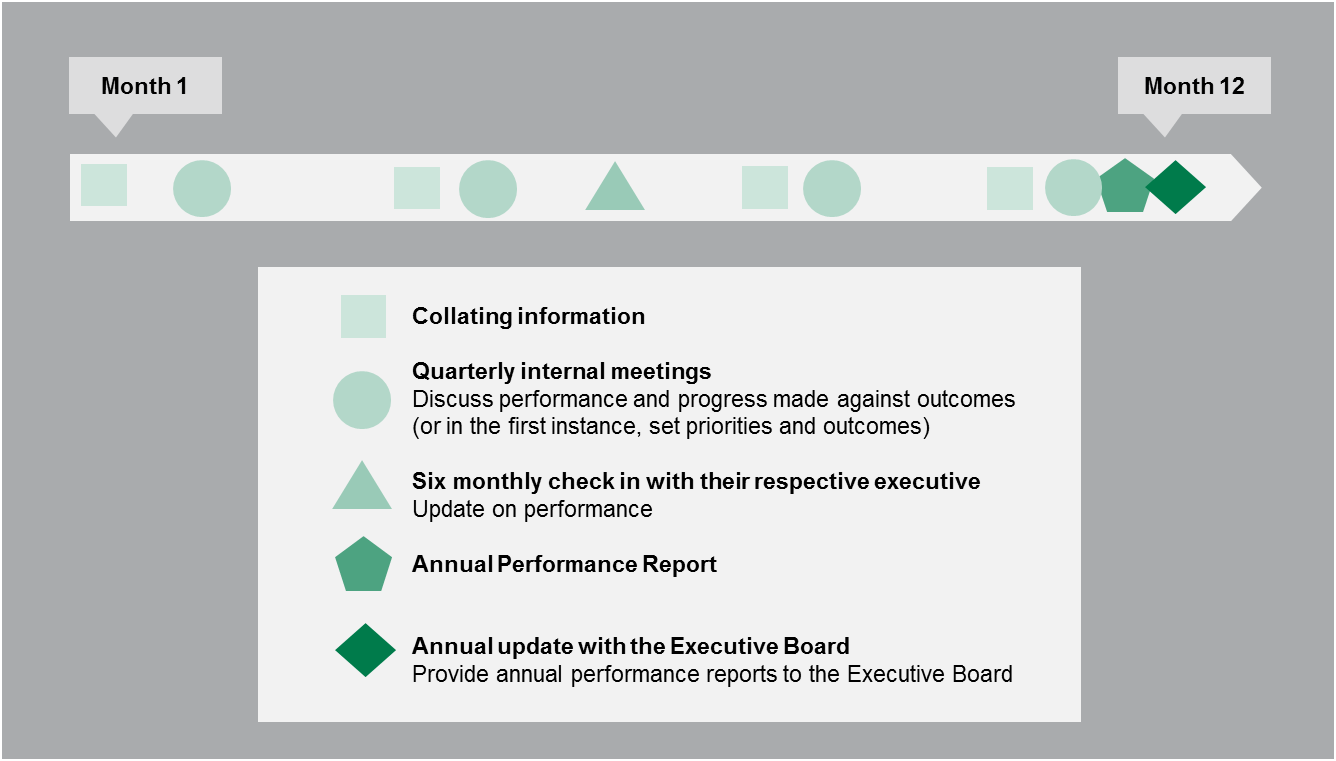 Month 1
Month 12
Collating information
Quarterly internal meetings
Discuss performance and progress made against outcomes
(or in the first instance, set priorities and outcomes)
Six monthly check in with their respective executive
Update on performance
Annual Performance Report
Annual update with the Executive Board
Provide annual performance reports to the Executive Board